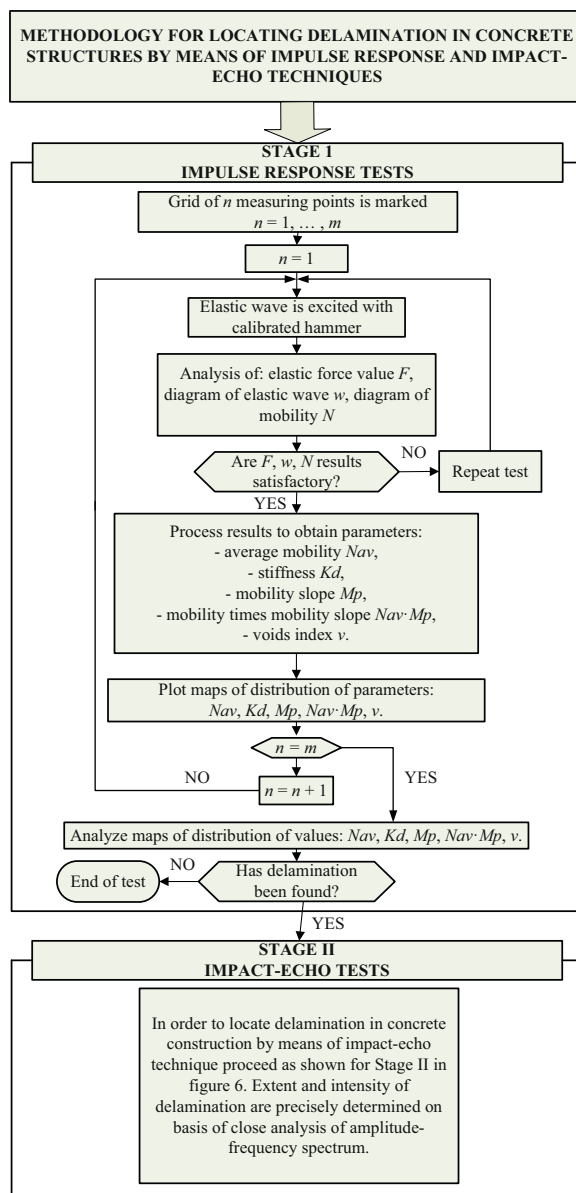 METHODOLOGY FOR LOCATING DELAMINATION IN CONCRETE
STRUCTURES BY MEANS OF IMPULSE RESPONSE AND IMPACT-
ECHO TECHNIQUES
STAGE 1
IMPULSE RESPONSE TESTS
Grid of n measuring points is marked
n = 1, … , m
n = 1
Elastic wave is excited with
calibrated hammer
Analysis of: elastic force value F,
diagram of elastic wave w, diagram of
mobility N
Are F, w, N results
satisfactory?
NO
Repeat test
YES
Process results to obtain parameters:
- average mobility Nav,
- stiffness Kd,
- mobility slope Mp,
- mobility times mobility slope Nav·Mp,
- voids index v.
Plot maps of distribution of parameters:
Nav, Kd, Mp, Nav·Mp, v.
n = m
NO
YES
n = n + 1
Analyze maps of distribution of values: Nav, Kd, Mp, Nav·Mp, v.
Has delamination
been found?
NO
End of test
YES
STAGE II
IMPACT-ECHO TESTS
In order to locate delamination in concrete
construction by means of impact-echo
technique proceed as shown for Stage II in
figure 6. Extent and intensity of
delamination are precisely determined on
basis of close analysis of amplitude-
frequency spectrum.